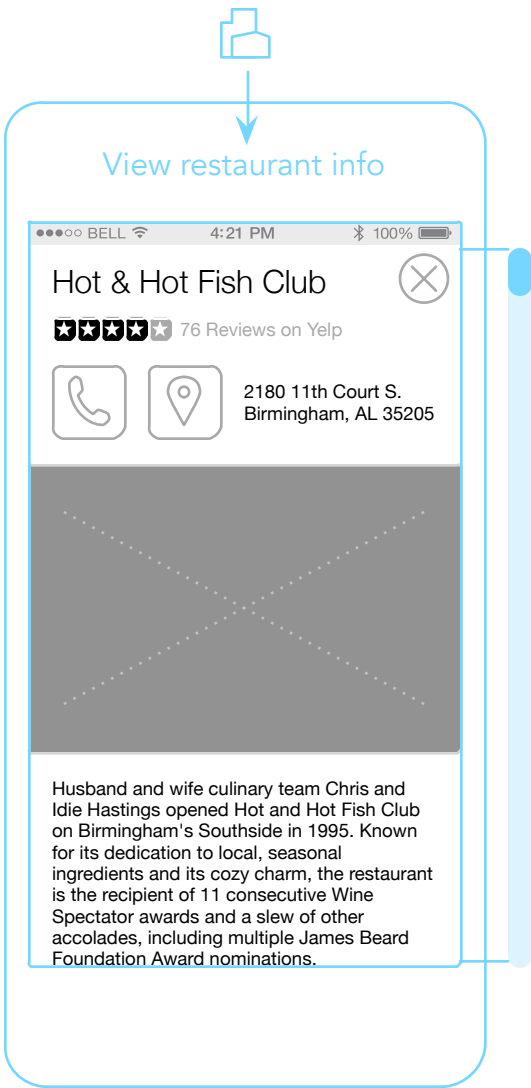 View restaurant info
BELL 4:21 PM 100%
Hot & Hot Fish Club
76 Reviews on Yelp
2180 11th Court S.
Birmingham, AL 35205
Husband and wife culinary team Chris and
Idie Hastings opened Hot and Hot Fish Club
on Birmingham's Southside in 1995. Known
for its dedication to local, seasonal
ingredients and its cozy charm, the restaurant
is the recipient of 11 consecutive Wine
Spectator awards and a slew of other
accolades, including multiple James Beard
Foundation Award nominations.